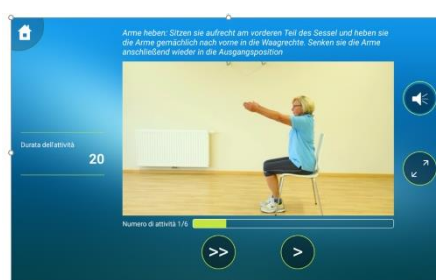 Arme heben: Sitzen sie aufrecht am vorderen Teil des Sessel und heben sie
die Arme gemächlich nach vorne in die Waagrechte. Senken sie die Arme
anschließend wieder in die Ausgangsposition
Durata dell'attività
20
Numero di attività 1/6
>> >